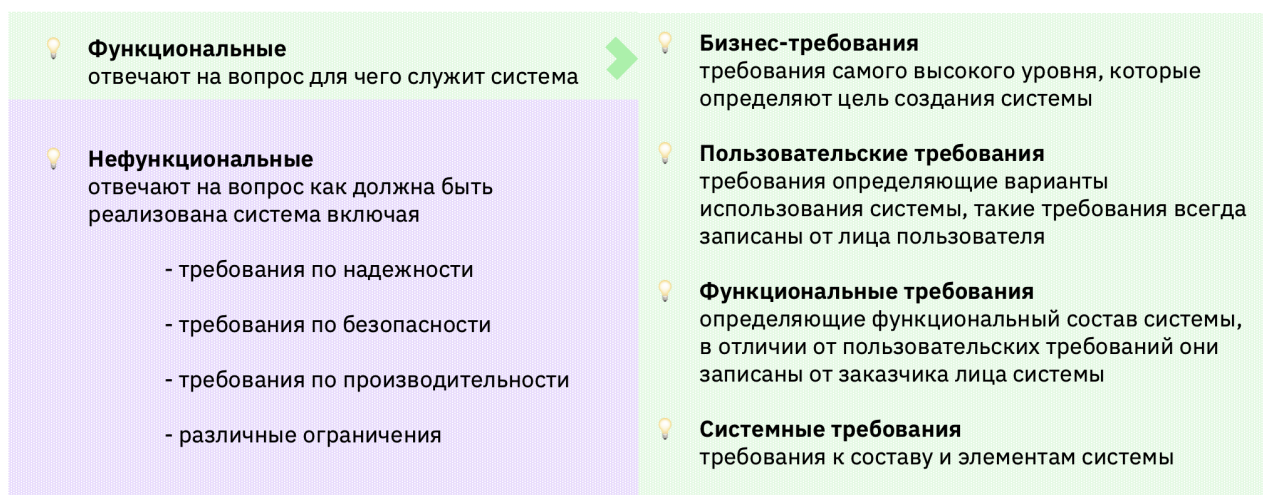 Функциональные
отвечают на вопрос для чего служит система
Нефункциональные
отвечают на вопрос как должна быть
реализована система включая
- требования по надежности
- требования по безопасности
- требования по производительности
- различные ограничения
Бизнес-требования
требования самого высокого уровня, которые
определяют цель создания системы
Пользовательские требования
требования определяющие варианты
использования системы, такие требования всегда
записаны от лица пользователя
Функциональные требования
определяющие функциональный состав системы,
в отличии от пользовательских требований они
записаны от заказчика лица системы
Системные требования
требования к составу и элементам системы